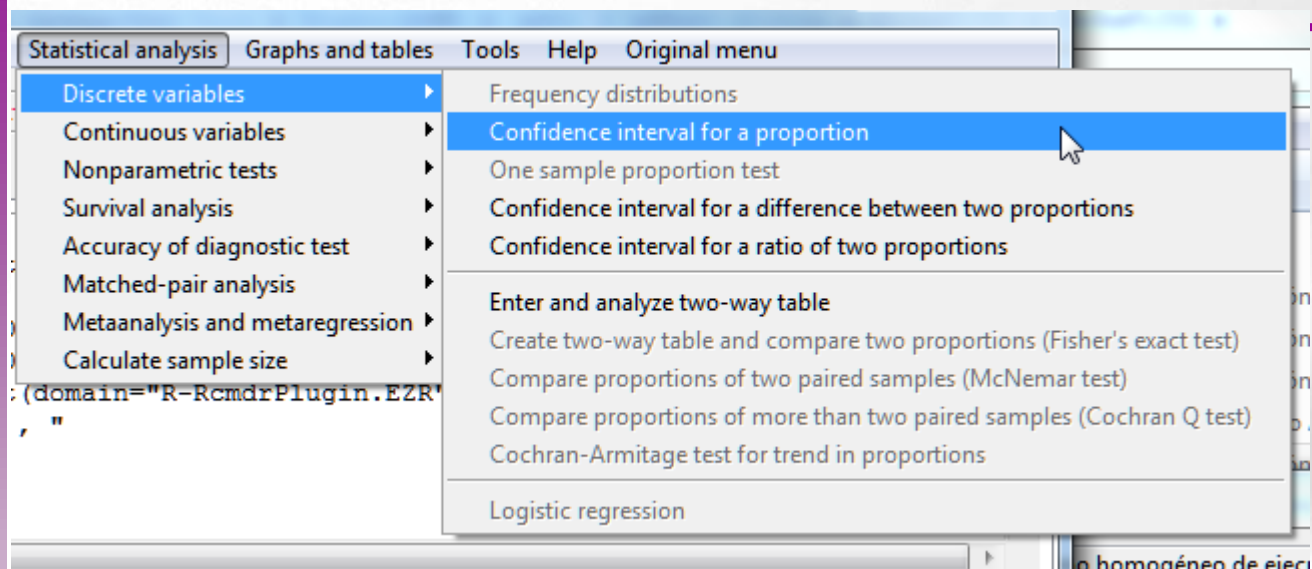 Statistical analysis Graphs and tables Tools Help Original menu
Discrete variables
Continuous variables
Nonparametric tests
Survival analysis
Accuracy of diagnostic test
Matched-pair analysis
Metaanalysis and metaregression
Calculate sample size
Frequency distributions
Confidence interval for a proportion
One sample proportion test
Confidence interval for a difference between two proportions
Confidence interval for a ratio of two proportions
Enter and analyze two-way table
Create two-way table and compare two proportions (Fisher's exact test)
Compare proportions of two paired samples (McNemar test)
Compare proportions of more than two paired samples (Cochran Q test)
Cochran-Armitage test for trend in proportions
Logistic regression
(domain="R-RcmdrPlugin.EZR"
, "
o homogéneo de ejec